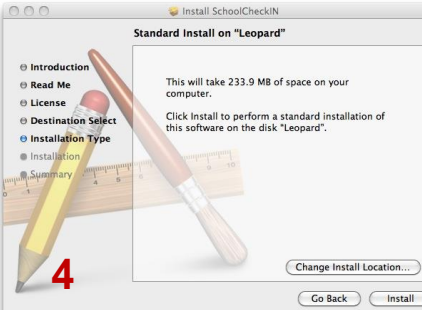 Install SchoolCheckIN
Standard Install on “Leopard”
Introduction
Read Me
License
Destination Select
Installation Type
Installation
Summary
This will take 233.9 MB of space on your
computer.
Click Install to perform a standard installation of
this software on the disk “Leopard”.
Change Install Location...
Go Back
Install
4